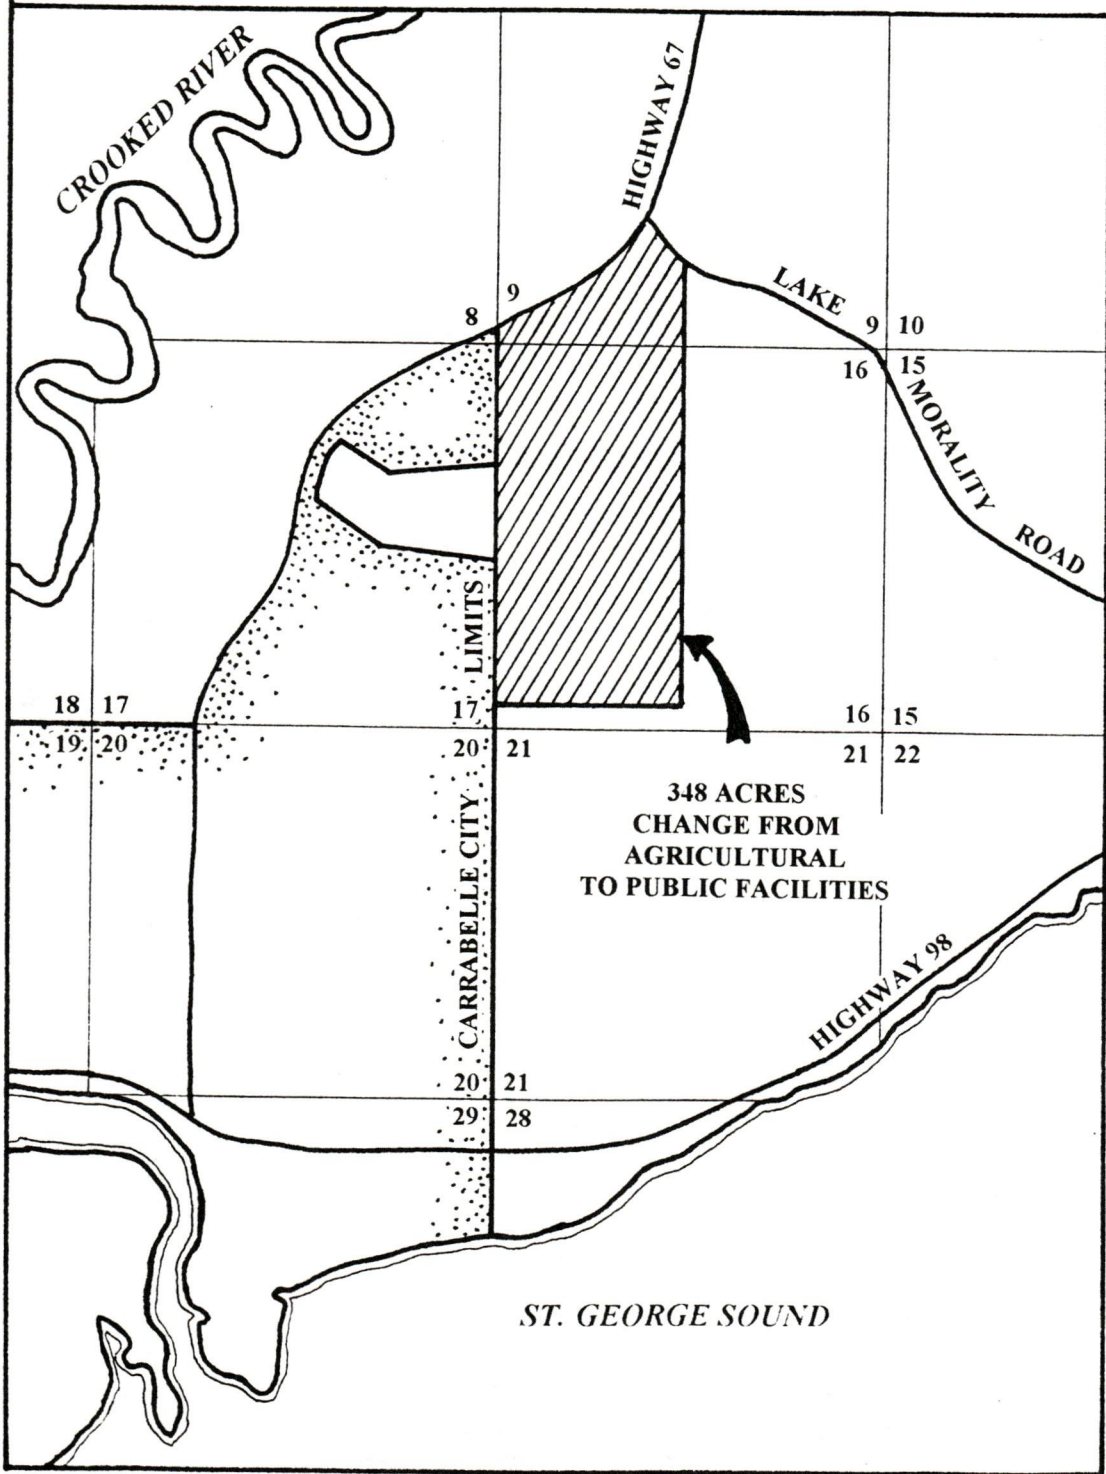 CROOKED RIVER
HIGHWAY 67
9
8
LAKE
MORALITY
ROAD
9 10
16 15
LIMITS
18 17
19 20
17
20 21
16 15
21 22
348 ACRES
CHANGE FROM
AGRICULTURAL
TO PUBLIC FACILITIES
CARRABELLE CITY
HIGHWAY 98
20 21
29 28
ST. GEORGE SOUND